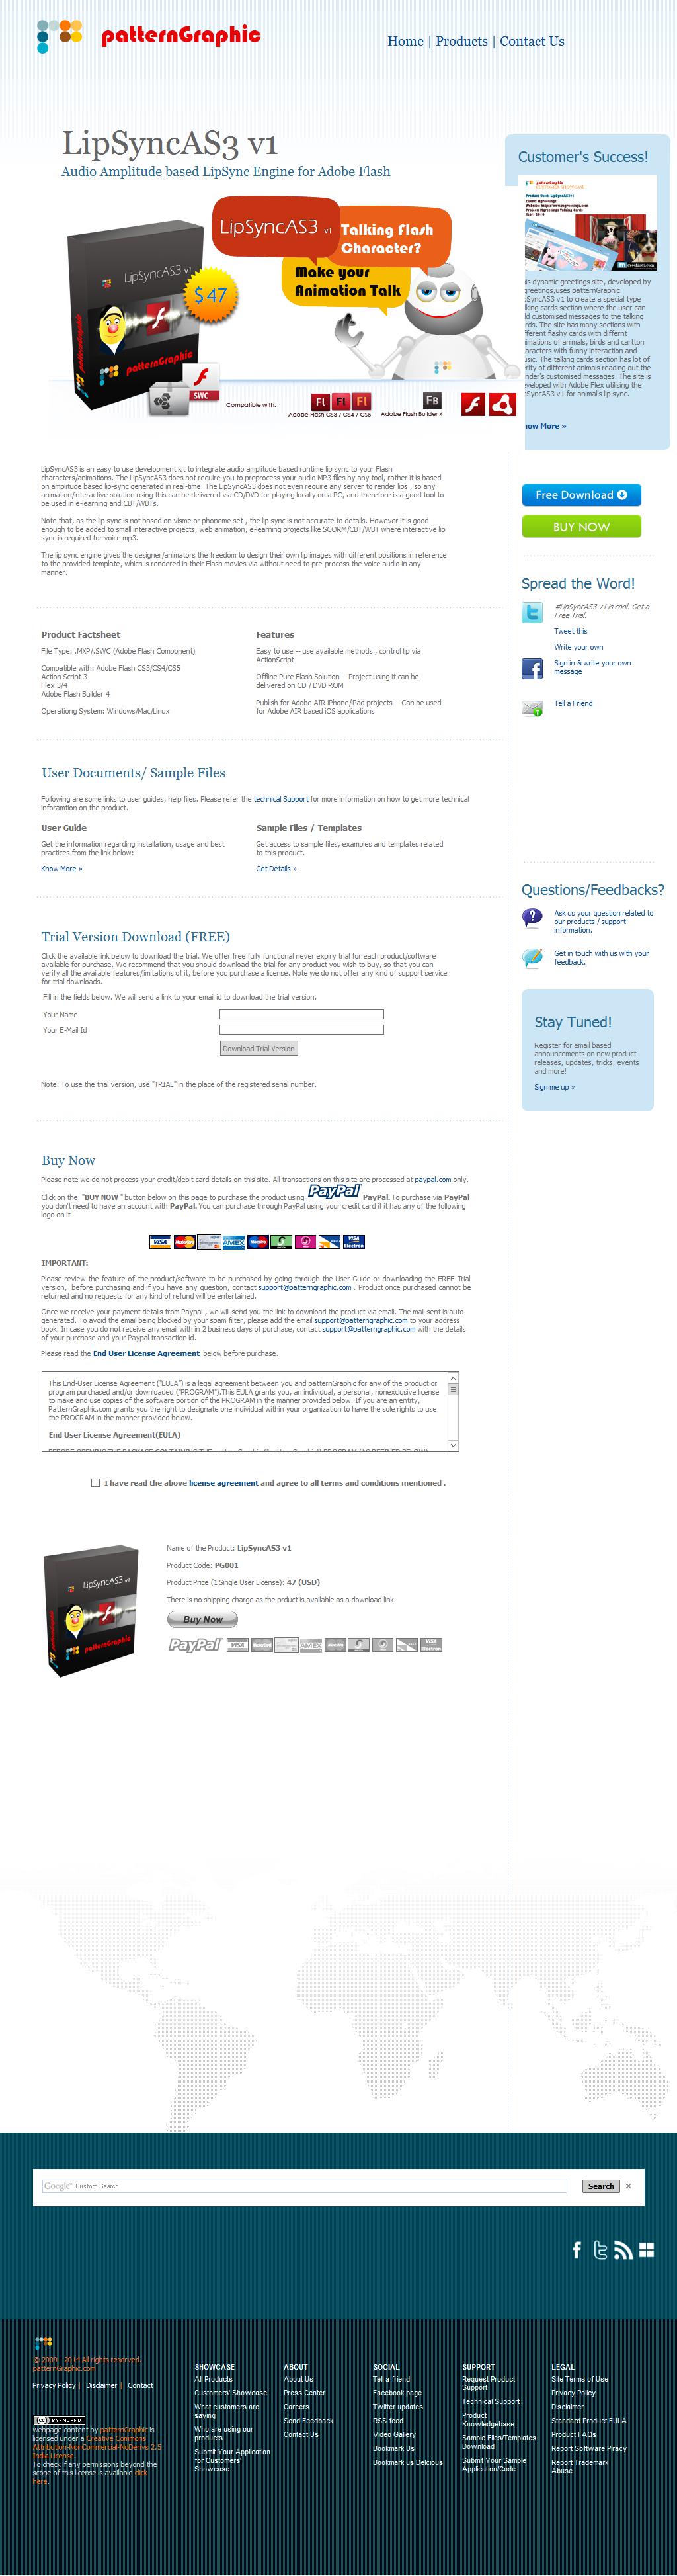 patternGraphic
Home | Products | Contact Us
LipSyncAS3 v1
Audio Amplitude based LipSync Engine for Adobe Flash
LipSyncAS3 v1
Talking Flash
Character?
Make your
Animation Talk
LipSyncAS3 v1
$47
patternGraphic
SWC
Compatible with:
Adobe Flash CS3 / CS4 / CS5
Adobe Flash Builder 4
Customer's Success!
is dynamic greetings site, developed by
greetings,uses patternGraphic
SyncAS3 v1 to create a special type
king cards section where the user can
d customised messages to the talking
rds. The site has many sections with
fferent flashy cards with differnt
imations of animals, birds and cartton
aracters with funny interaction and
usic. The talking cards section has lot of
nity of different animals reading out the
nder's customised messages. The site is
veloped with Adobe Flex utilising the
SyncAS3 v1 for animal's lip sync.
now More »
LipSyncAS3 is an easy to use development kit to integrate audio amplitude based runtime lip sync to your Flash
characters/animations. The LipSyncAS3 does not require you to preprocess your audio MP3 files by any tool, rather it is based
on amplitude based lip-sync generated in real-time. The LipSyncAS3 does not even require any server to render lips , so any
animation/interactive solution using this can be delivered via CD/DVD for playing locally on a PC, and therefore is a good tool to
be used in e-learning and CBT/WBTs.
Note that, as the lip sync is not based on visme or phoneme set , the lip sync is not accurate to details. However it is good
enough to be added to small interactive projects, web animation, e-learning projects like SCORM/CBT/WBT where interactive lip
sync is required for voice mp3.
The lip sync engine gives the designer/animators the freedom to design their own lip images with different positions in reference
to the provided template, which is rendered in their Flash movies via without need to pre-process the voice audio in any
manner.
Free Download
BUY NOW
Spread the Word!
#LipSyncAS3 v1 is cool. Get a
Free Trial.
Tweet this
Write your own
Sign in & write your own
message
Tell a Friend
Product Factsheet
File Type: .MXP/.SWC (Adobe Flash Component)
Compatible with: Adobe Flash CS3/CS4/CS5
Action Script 3
Flex 3/4
Adobe Flash Builder 4
Operationg System: Windows/Mac/Linux
Features
Easy to use -- use available methods , control lip via
ActionScript
Offline Pure Flash Solution -- Project using it can be
delivered on CD / DVD ROM
Publish for Adobe AIR iPhone/iPad projects -- Can be used
for Adobe AIR based iOS applications
User Documents/ Sample Files
Following are some links to user guides, help files. Please refer the technical Support for more information on how to get more technical
information on the product.
User Guide
Get the information regarding installation, usage and best
practices from the link below:
Know More »
Sample Files / Templates
Get access to sample files, examples and templates related
to this product.
Get Details »
Questions/Feedbacks?
Ask us your question related to
our products / support
information.
Get in touch with us with your
feedback.
Stay Tuned!
Register for email based
announcements on new product
releases, updates, tricks, events
and more!
Sign me up »
Trial Version Download (FREE)
Click the available link below to download the trial. We offer free fully functional never expiry trial for each product/software
available for purchase. We recommend that you should download the trial for any product you wish to buy, so that you can
verify all the available features/limitations of it, before you purchase a license. Note we do not offer any kind of support service
for trial downloads.
Fill in the fields below. We will send a link to your email id to download the trial version.
Your Name
Your E-Mail Id
Download Trial Version
Note: To use the trial version, use "TRIAL" in the place of the registered serial number.
Buy Now
Please note we do not process your credit/debit card details on this site. All transactions on this site are processed at paypal.com only.
Click on the "BUY NOW " button below on this page to purchase the product using PayPal PayPal. To purchase via PayPal
you don't need to have an account with PayPal. You can purchase through PayPal using your credit card if it has any of the following
logo on it
IMPORTANT:
Please review the feature of the product/software to be purchased by going through the User Guide or downloading the FREE Trial
version, before purchasing and if you have any question, contact support@patterngraphic.com . Product once purchased cannot be
returned and no requests for any kind of refund will be entertained.
Once we receive your payment details from Paypal , we will send you the link to download the product via email. The mail sent is auto
generated. To avoid the email being blocked by your spam filter, please add the email support@patterngraphic.com to your address
book. In case you do not receive any email with in 2 business days of purchase, contact support@patterngraphic.com with the details
of your purchase and your Paypal transaction id.
Please read the End User License Agreement below before purchase.
This End-User License Agreement ("EULA") is a legal agreement between you and patternGraphic for any of the product or
program purchased and/or downloaded ("PROGRAM").This EULA grants you, an individual, a personal, nonexclusive license
to make and use copies of the software portion of the PROGRAM in the manner provided below. If you are an entity,
PatternGraphic.com grants you the right to designate one individual within your organization to have the sole rights to use
the PROGRAM in the manner provided below.
End User License Agreement(EULA)
BEFORE OPENING THE PACKAGE CONTAINING THE patternGraphic ("patternGraphic") PROGRAM (AS DEFINED BELOW)
I have read the above license agreement and agree to all terms and conditions mentioned .
LipSyncAS3 v1
patternGraphic
Name of the Product: LipSyncAS3 v1
Product Code: PG001
Product Price (1 Single User License): 47 (USD)
There is no shipping charge as the prduct is available as a download link.
Buy Now
PayPal
Google™ Custom Search
Search
© 2009 - 2014 All rights reserved.
patternGraphic.com
Privacy Policy | Disclaimer | Contact
BY-NC-ND
webpage content by patternGraphic is
licensed under a Creative Commons
Attribution-NonCommercial-NoDerivs 2.5
India License.
To check if any permissions beyond the
scope of this license is available click
here.
SHOWCASE
All Products
Customers' Showcase
What customers are
saying
Who are using our
products
Submit Your Application
for Customers'
Showcase
ABOUT
About Us
Press Center
Careers
Send Feedback
Contact Us
SOCIAL
Tell a friend
Facebook page
Twitter updates
RSS feed
Video Gallery
Bookmark Us
Bookmark us Delcious
SUPPORT
Request Product
Support
Technical Support
Product
Knowledgebase
Sample Files/Templates
Download
Submit Your Sample
Application/Code
LEGAL
Site Terms of Use
Privacy Policy
Disclaimer
Standard Product EULA
Product FAQs
Report Software Piracy
Report Trademark
Abuse